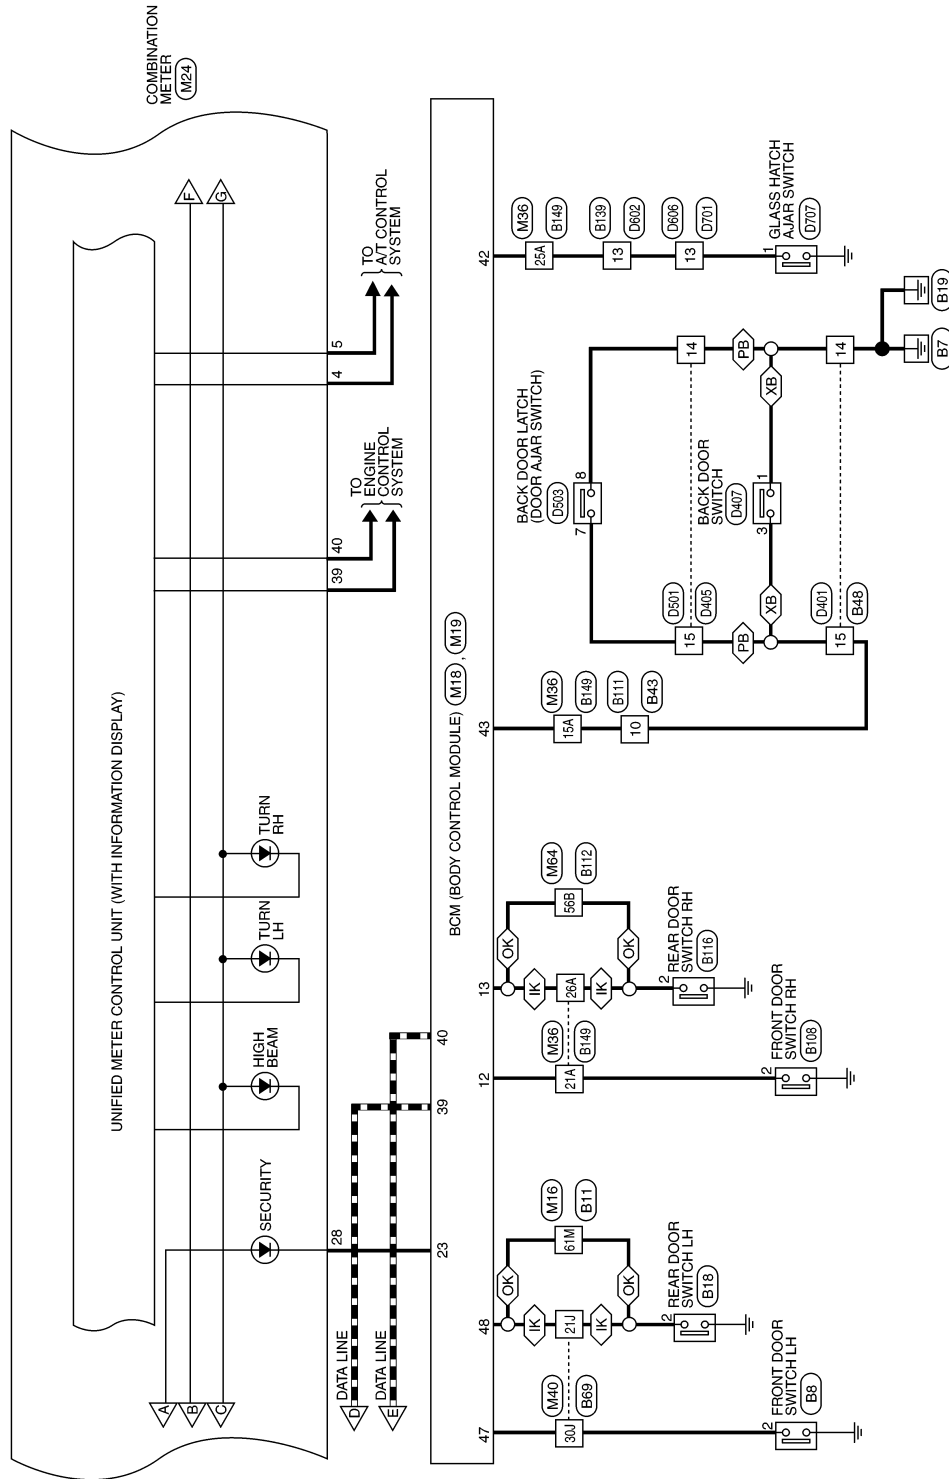 COMBINATION
METER
M24
UNIFIED METER CONTROL UNIT (WITH INFORMATION DISPLAY)
A
B
C
F
G
SECURITY
HIGH
BEAM
TURN
LH
TURN
RH
28
39
40
4
5
TO
ENGINE
CONTROL
SYSTEM
TO
A/T CONTROL
SYSTEM
DATA LINE
D
DATA LINE
E
23
39
40
BCM (BODY CONTROL MODULE) M18 , M19
47
48
12
13
43
42
30J
M40
B69
2
FRONT DOOR
SWITCH LH
B8
OK
IK
21J
IK
OK
61M
M16
B11
2
REAR DOOR
SWITCH LH
B18
21A
M36
B149
2
FRONT DOOR
SWITCH RH
B108
OK
IK
26A
IK
OK
56B
M64
B112
2
REAR DOOR
SWITCH RH
B116
15A
M36
B149
10
B111
B43
BACK DOOR LATCH
(DOOR AJAR SWITCH)
D503
7
8
15
D501
D405
14
PB
PB
BACK DOOR
SWITCH
D407
XB
3
1
XB
15
D401
B48
14
B7
B19
25A
M36
B149
13
B139
D602
13
D606
D701
1
GLASS HATCH
AJAR SWITCH
D707